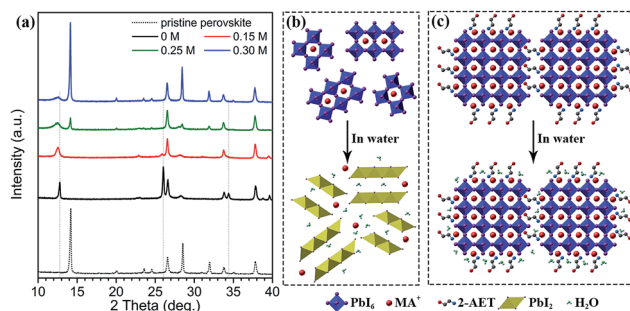 (a)
pristine perovskite
0 M
0.15 M
0.25 M
0.30 M
Intensity (a.u.)
10 15 20 25 30 35 40
2 Theta (deg.)
(b)
In water
(c)
In water
PbI₆ MA⁺ 2-AET PbI₂ H₂O